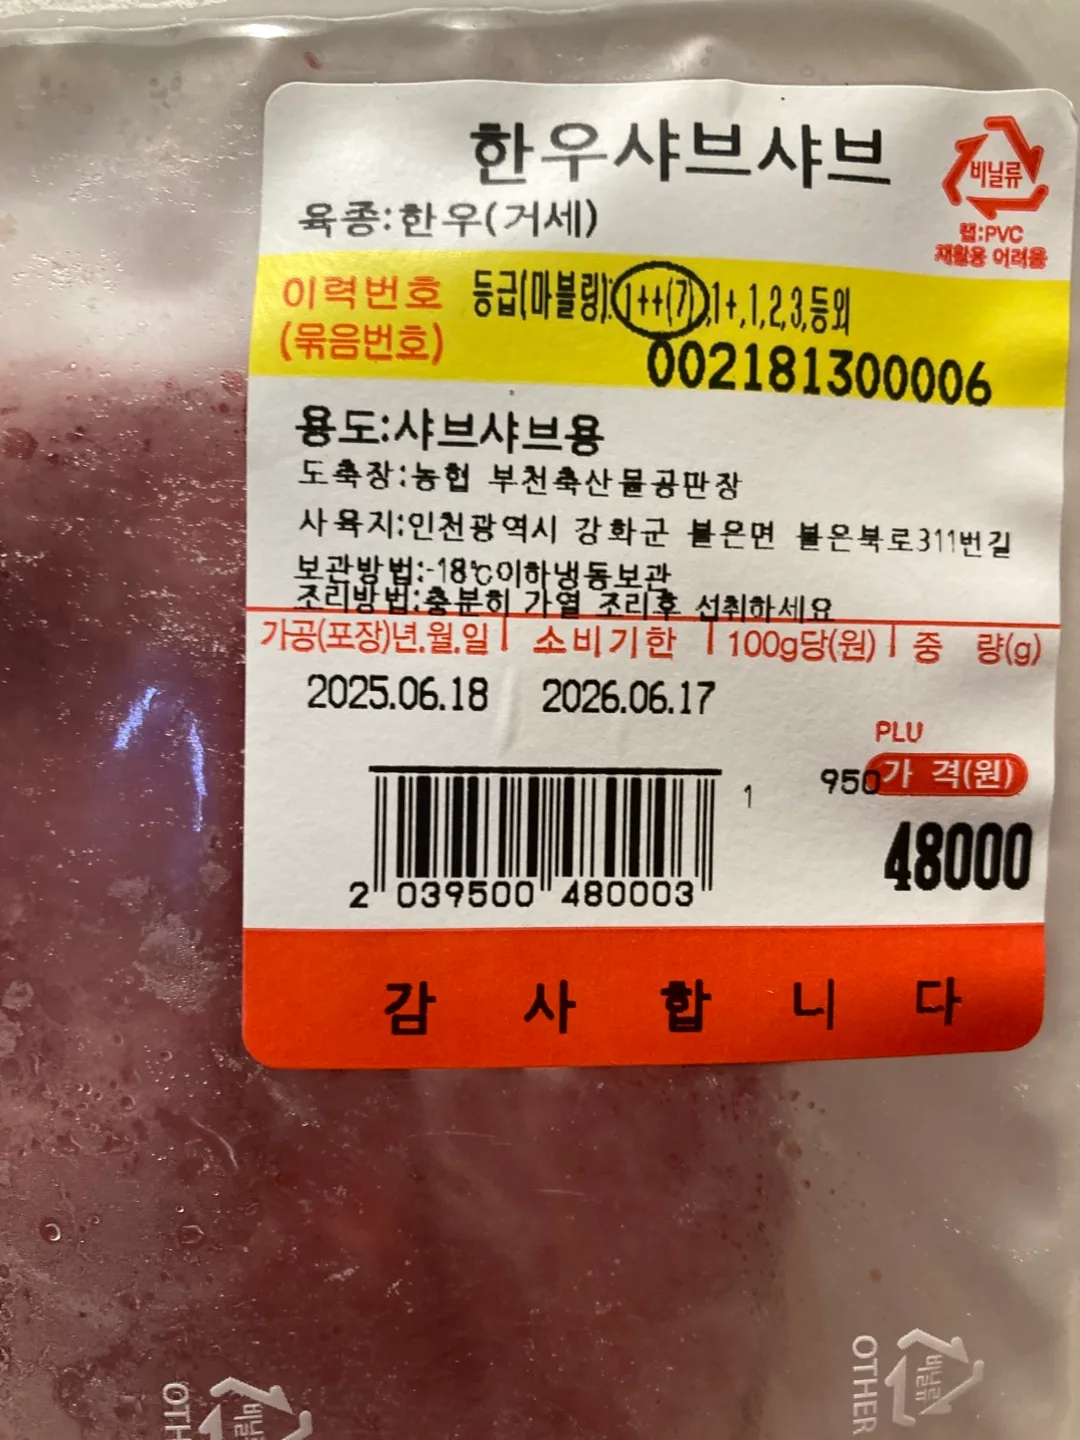 한우샤브샤브
비닐류
랩:PVC
재활용 어려움
육종:한우(거세)
이력번호
(묶음번호)
등급(마블링):1++(7),1+,1,2,3,등외
002181300006
용도:샤브샤브용
도축장:농협 부천축산물공판장
사육지:인천광역시 강화군 불은면 불은북로311번길
보관방법:-18℃이하냉동보관
조리방법:충분히 가열 조리후 섭취하세요
가공(포장)년.월.일 소비기한 100g당(원) 중 량(g)
2025.06.18 2026.06.17
PLU
950
가 격(원)
1
48000
2 039500 480003
감 사 합 니 다
비닐류
OTHER
비닐류
OTH